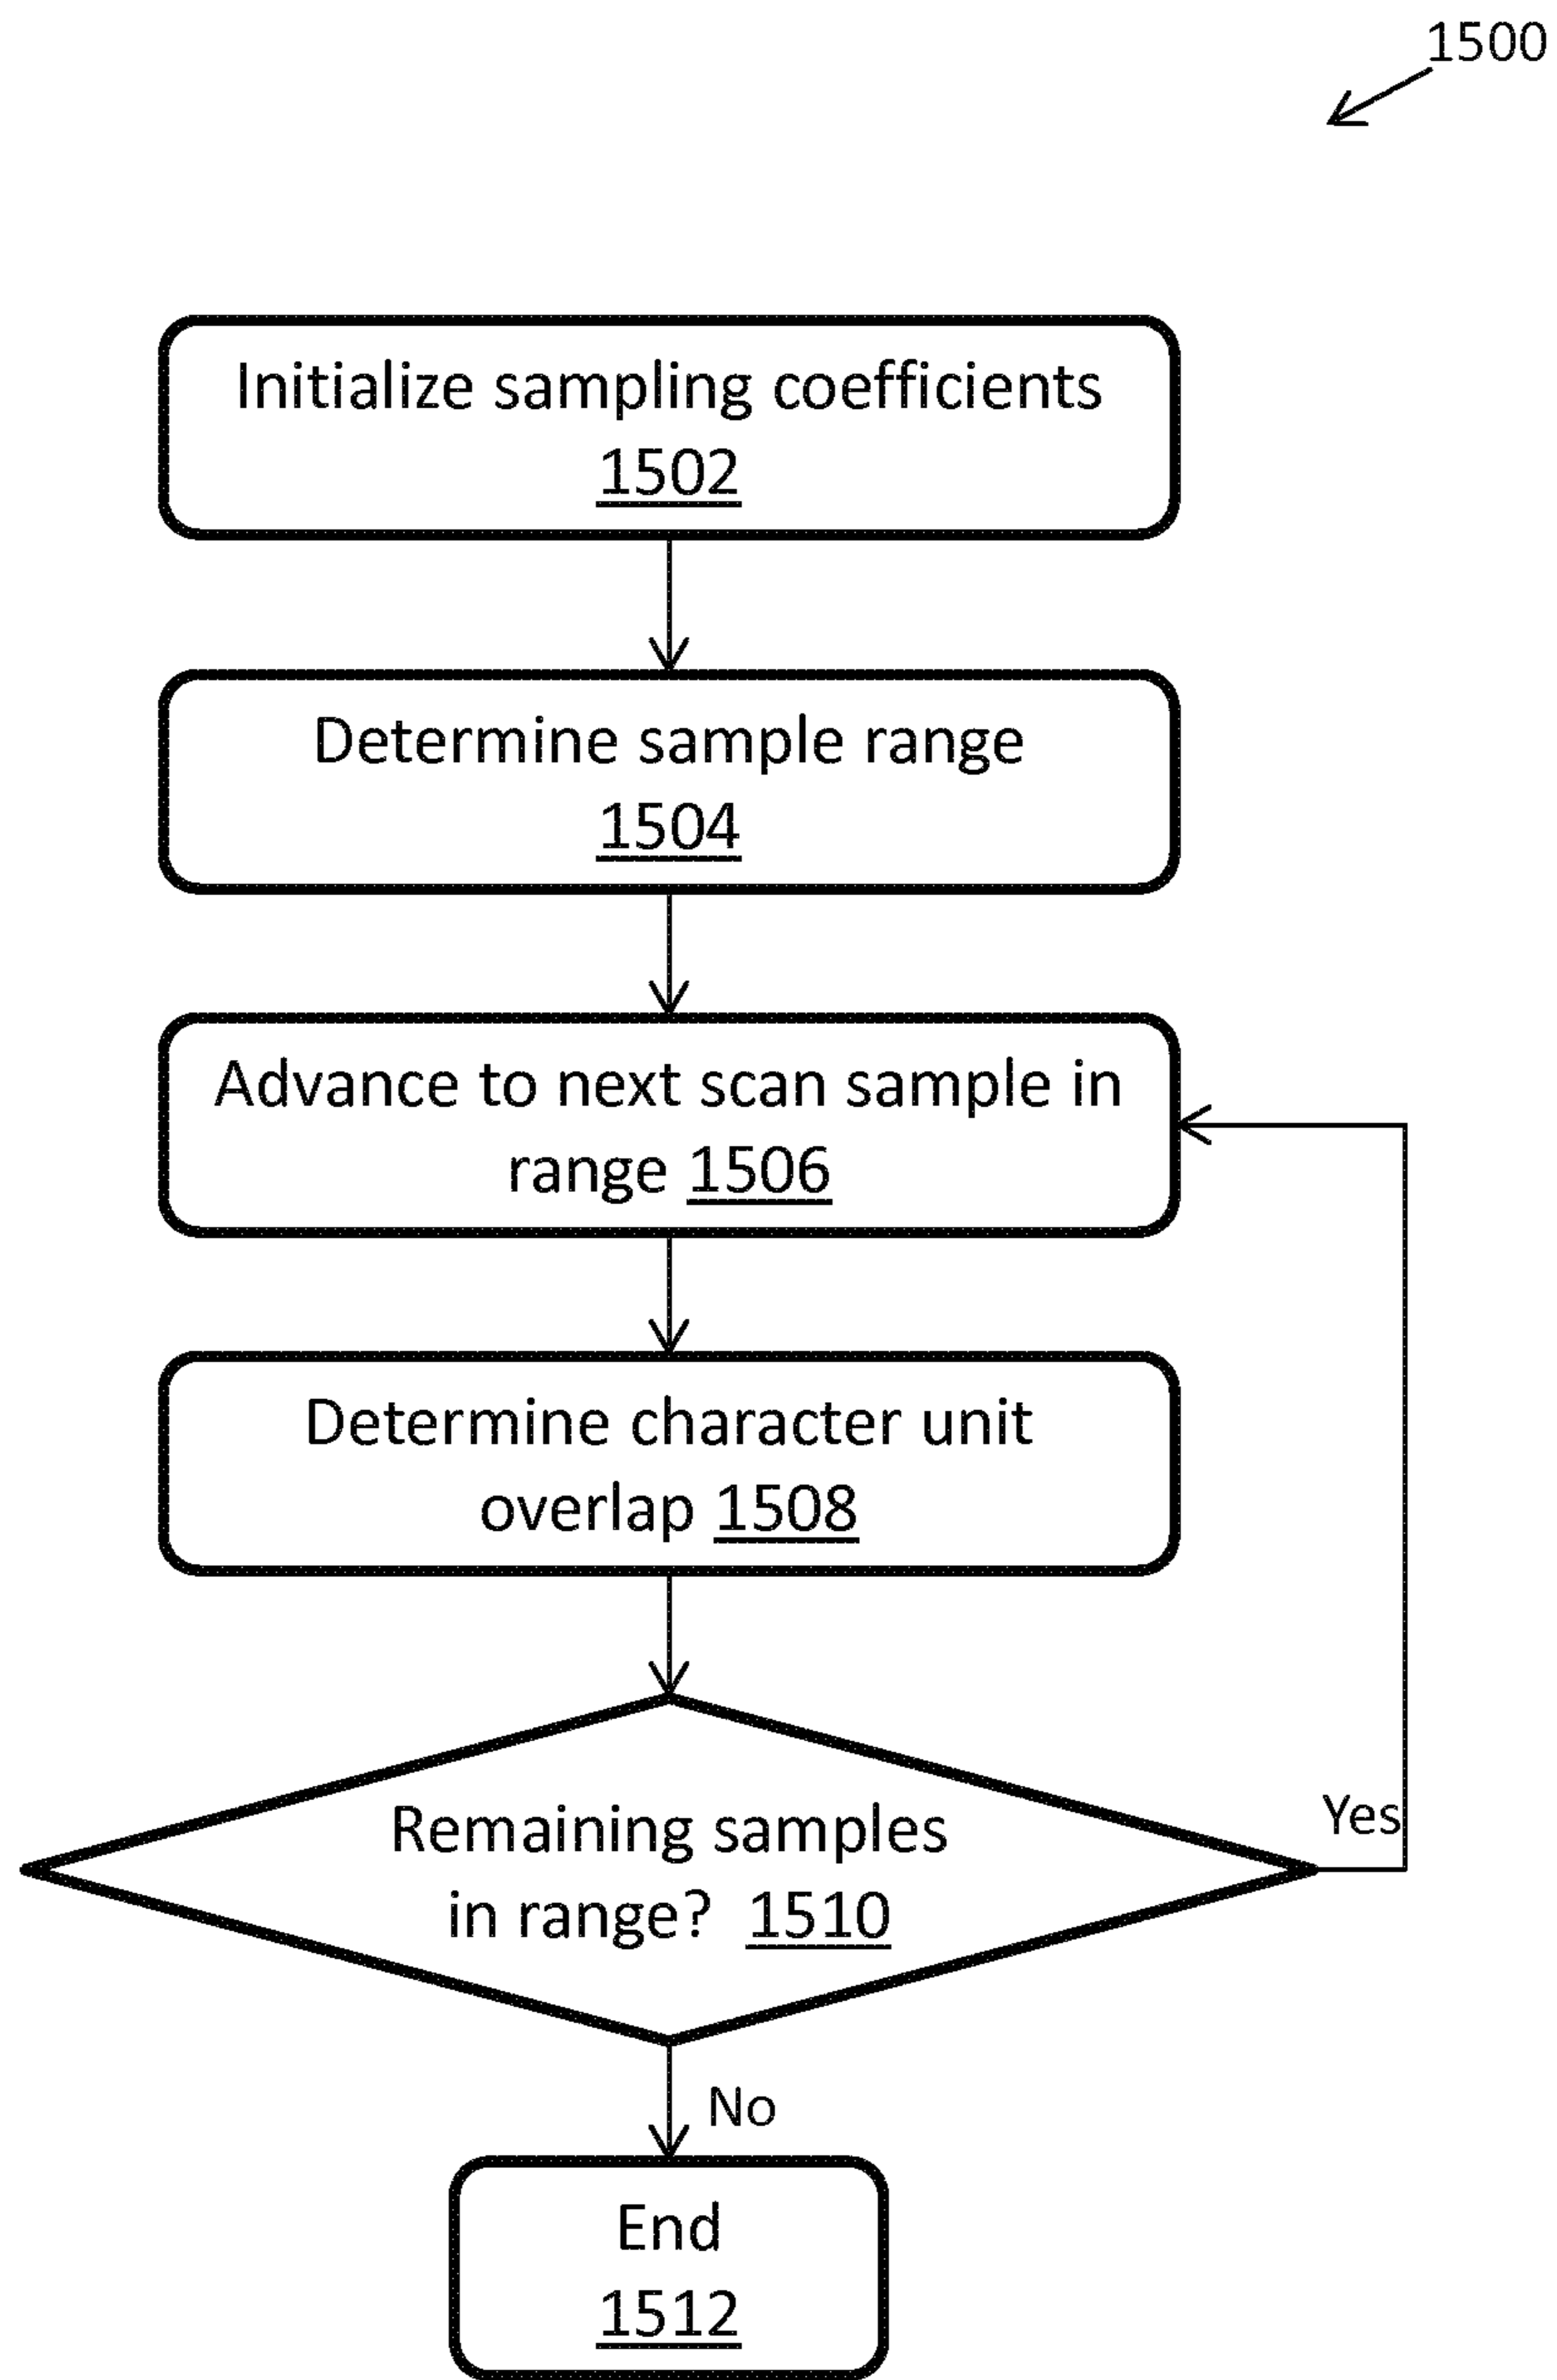 1500
Initialize sampling coefficients
1502
Determine sample range
1504
Advance to next scan sample in
range 1506
Determine character unit
overlap 1508
Remaining samples
in range? 1510
Yes
No
End
1512